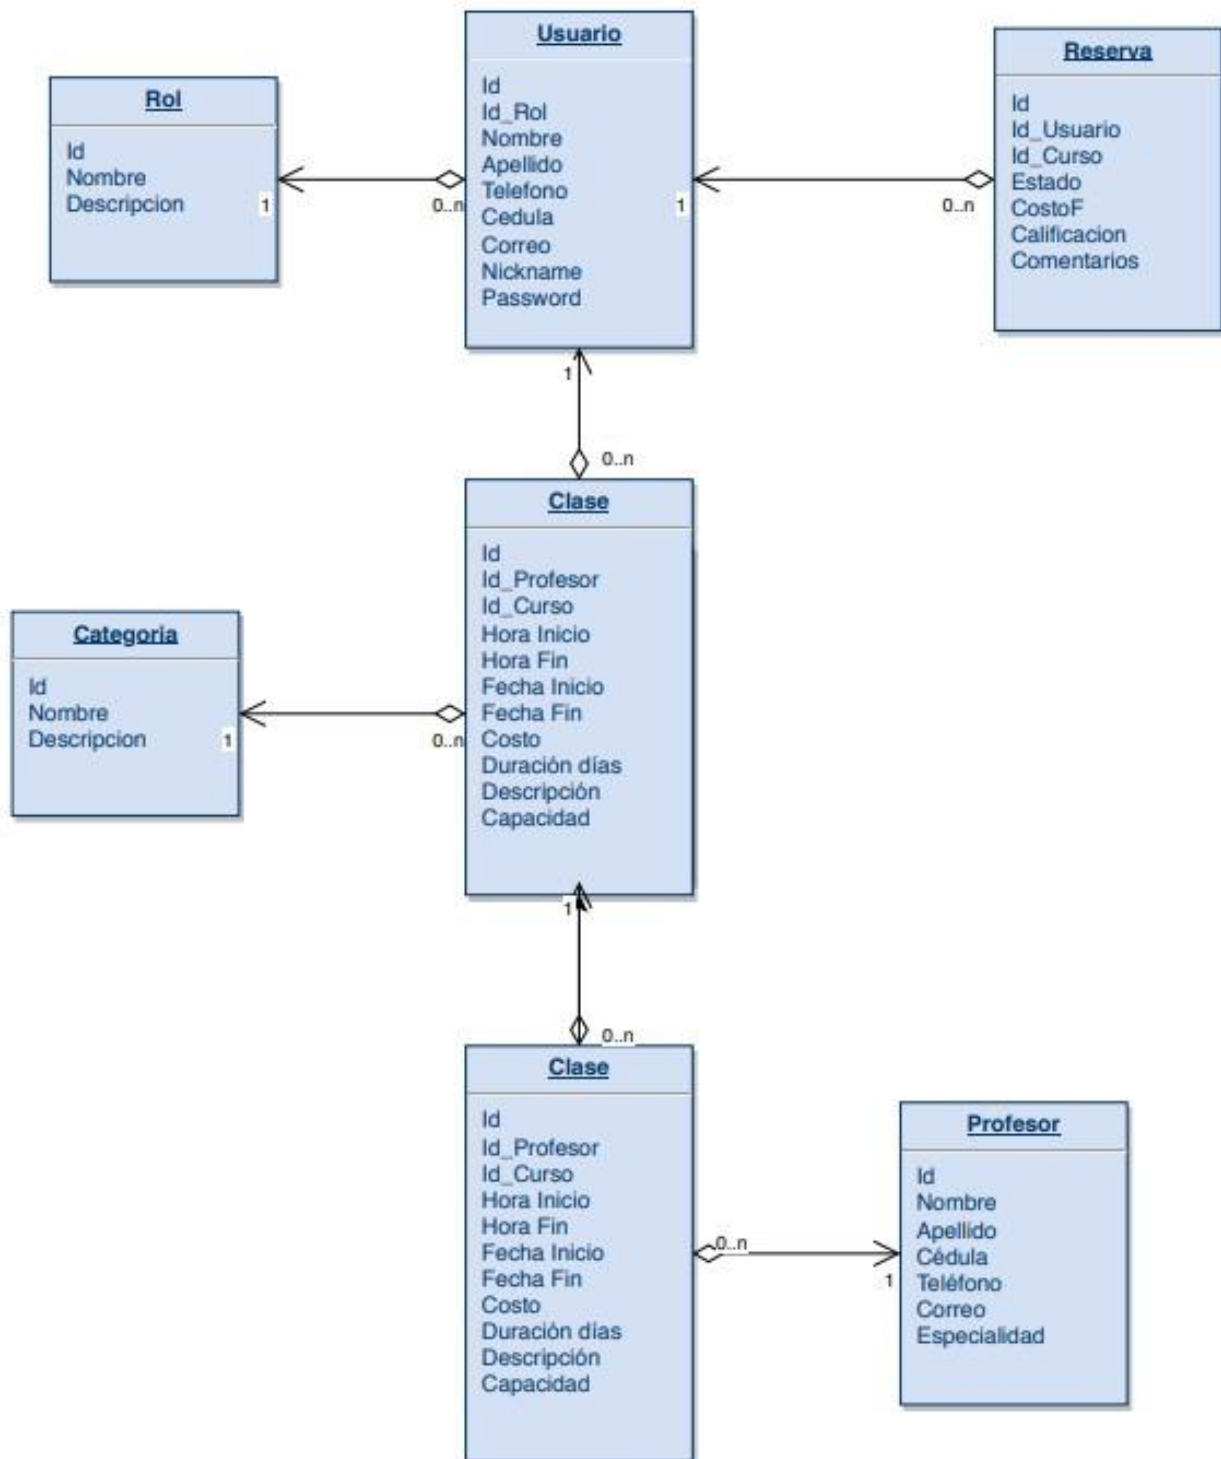 Usuario
Id
Id_Rol
Nombre
Apellido
Telefono
Cedula
Correo
Nickname
Password
Reserva
Id
Id_Usuario
Id_Curso
Estado
CostoF
Calificacion
Comentarios
Rol
Id
Nombre
Descripcion
1
0..n
1
0..n
1
0..n
Clase
Id
Id_Profesor
Id_Curso
Hora Inicio
Hora Fin
Fecha Inicio
Fecha Fin
Costo
Duración días
Descripción
Capacidad
Categoria
Id
Nombre
Descripcion
1
0..n
1
0..n
Clase
Id
Id_Profesor
Id_Curso
Hora Inicio
Hora Fin
Fecha Inicio
Fecha Fin
Costo
Duración días
Descripción
Capacidad
0..n
1
Profesor
Id
Nombre
Apellido
Cédula
Teléfono
Correo
Especialidad